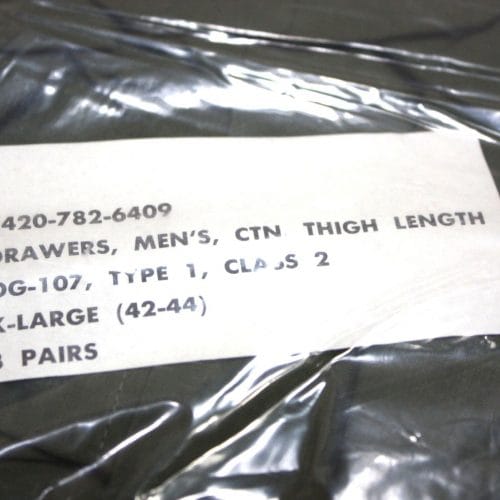 420-782-6409
DRAWERS, MEN'S, CTN THIGH LENGTH
OG-107, TYPE 1, CLASS 2
X-LARGE (42-44)
PAIRS